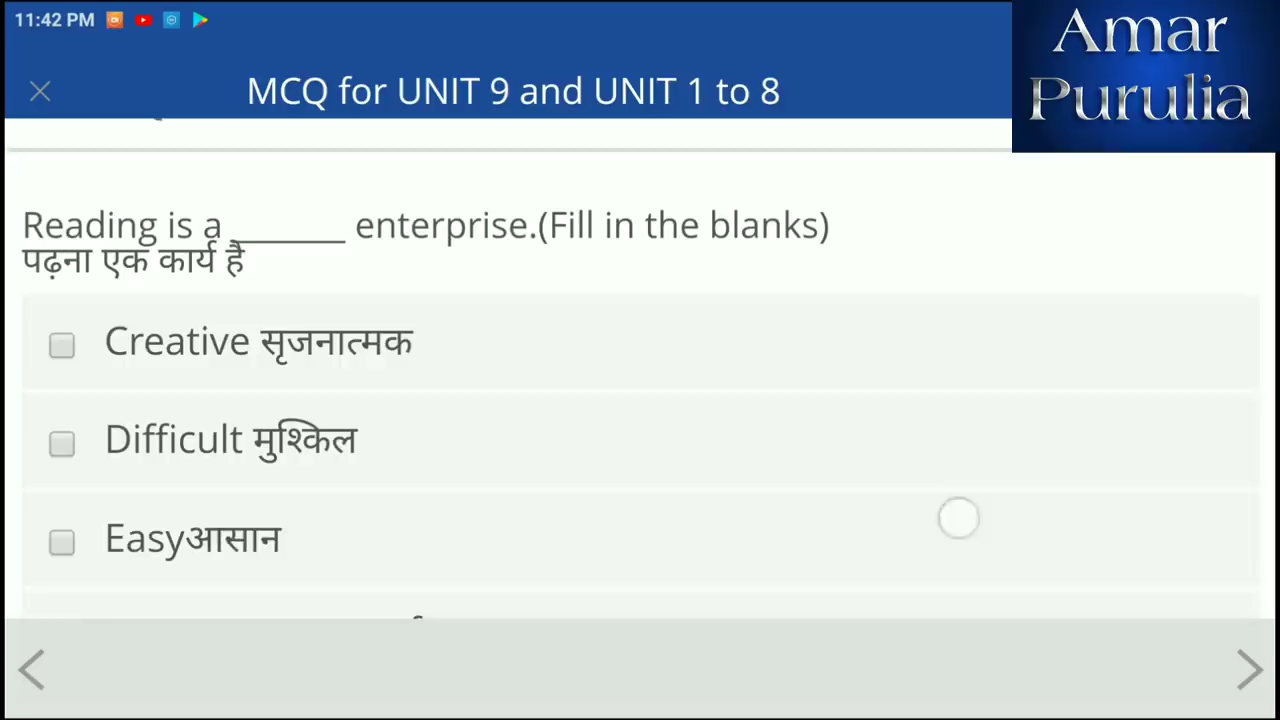 11:42 PM
Amar
Purulia
MCQ for UNIT 9 and UNIT 1 to 8
Reading is a ______ enterprise.(Fill in the blanks)
पढ़ना एक कार्य है
Creative सृजनात्मक
Difficult मुश्किल
Easyआसान